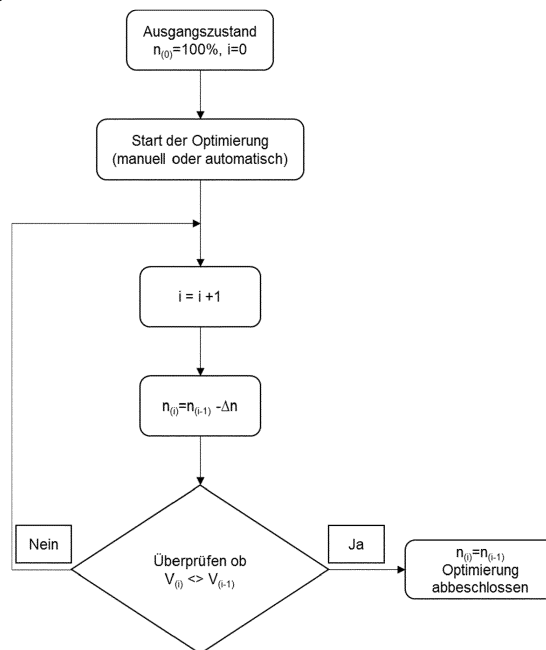 Ausgangszustand
n(0)=100%, i=0
Start der Optimierung
(manuell oder automatisch)
i = i +1
n(i)=n(i-1) -Δn
Nein
Ja
Überprüfen ob
V(i) <> V(i-1)
n(i)=n(i-1)
Optimierung
abbeschlossen